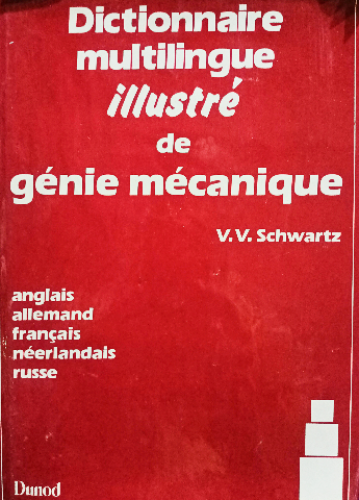 Dictionnaire
multilingue
illustré
de
génie mécanique
V.V. Schwartz
anglais
allemand
français
néerlandais
russe
Dunod